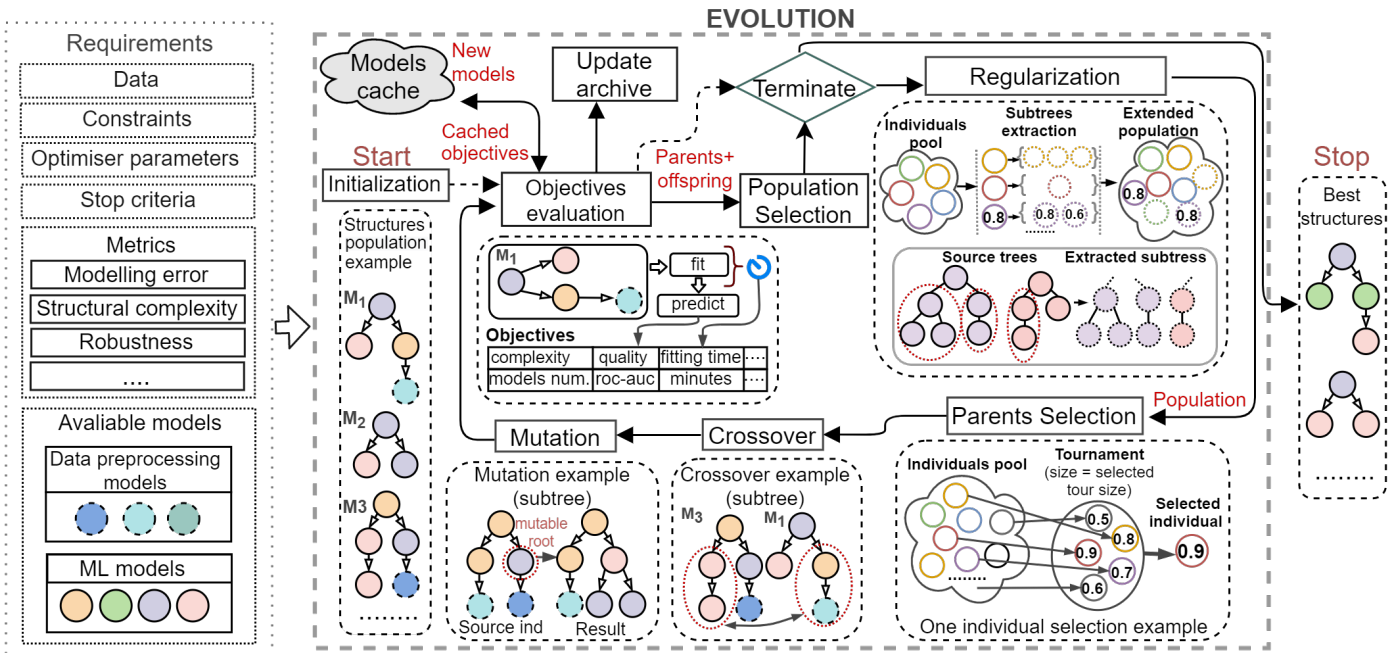 EVOLUTION
Requirements
Data
Constraints
Optimiser parameters
Stop criteria
Metrics
Modelling error
Structural complexity
Robustness
....
Avaliable models
Data preprocessing
models
ML models
Models
cache
New
models
Cached
objectives
Update
archive
Start
Initialization
Objectives
evaluation
Parents+
offspring
Population
Selection
Terminate
Regularization
Individuals
pool
Subtrees
extraction
Extended
population
0.8
0.8
0.6
........
0.8
0.8
Source trees
Extracted subtress
Structures
population
example
M1
M2
M3
..........
M1
fit
predict
Objectives
complexity
quality
fitting time
....
models num.
roc-auc
minutes
....
Population
Parents Selection
Crossover
Mutation
Mutation example
(subtree)
mutable
root
Source ind
Result
Crossover example
(subtree)
M3
M1
Individuals pool
........
Tournament
(size = selected
tour size)
0.5
0.8
0.9
0.7
0.6
Selected
individual
0.9
One individual selection example
Stop
Best
structures
..........